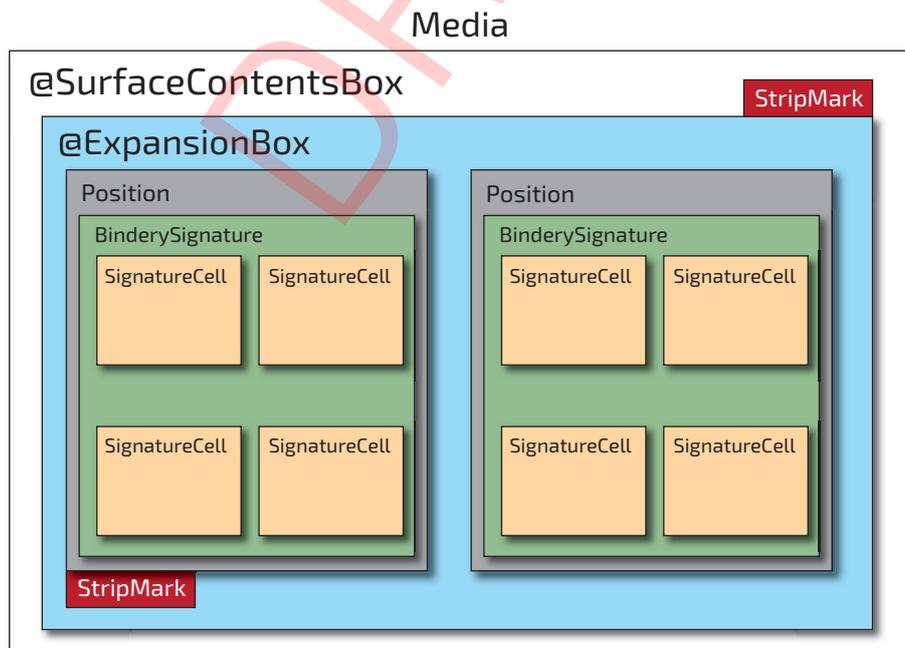 Media
@SurfaceContentsBox
StripMark
@ExpansionBox
Position
Position
BinderySignature
BinderySignature
SignatureCell
SignatureCell
SignatureCell
SignatureCell
SignatureCell
SignatureCell
SignatureCell
SignatureCell
StripMark